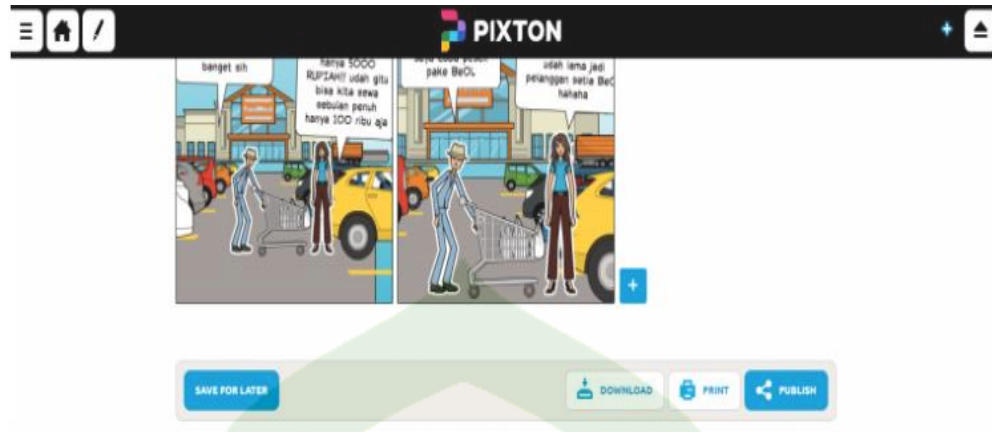 PIXTON
banget sih
hanya 5000
RUPIAH!! udah gitu
bisa kita sewa
sebulan penuh
hanya 100 ribu aja
pake BeOL
udah lama jadi
pelanggan setia BeO
hahaha
+
SAVE FOR LATER
DOWNLOAD
PRINT
PUBLISH